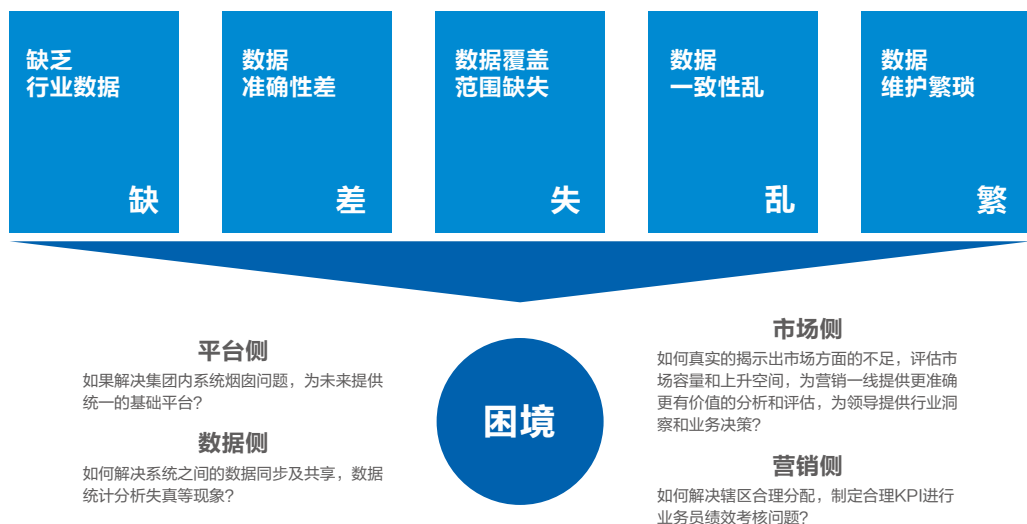 缺乏
行业数据
缺
数据
准确性差
差
数据覆盖
范围缺失
失
数据
一致性乱
乱
数据
维护繁琐
繁
平台侧
如果解决集团内系统烟囱问题，为未来提供
统一的基础平台？
数据侧
如何解决系统之间的数据同步及共享，数据
统计分析失真等现象？
困境
市场侧
如何真实的揭示出市场方面的不足，评估市
场容量和上升空间，为营销一线提供更准确
更有价值的分析和评估，为领导提供行业洞
察和业务决策？
营销侧
如何解决辖区合理分配，制定合理KPI进行
业务员绩效考核问题？